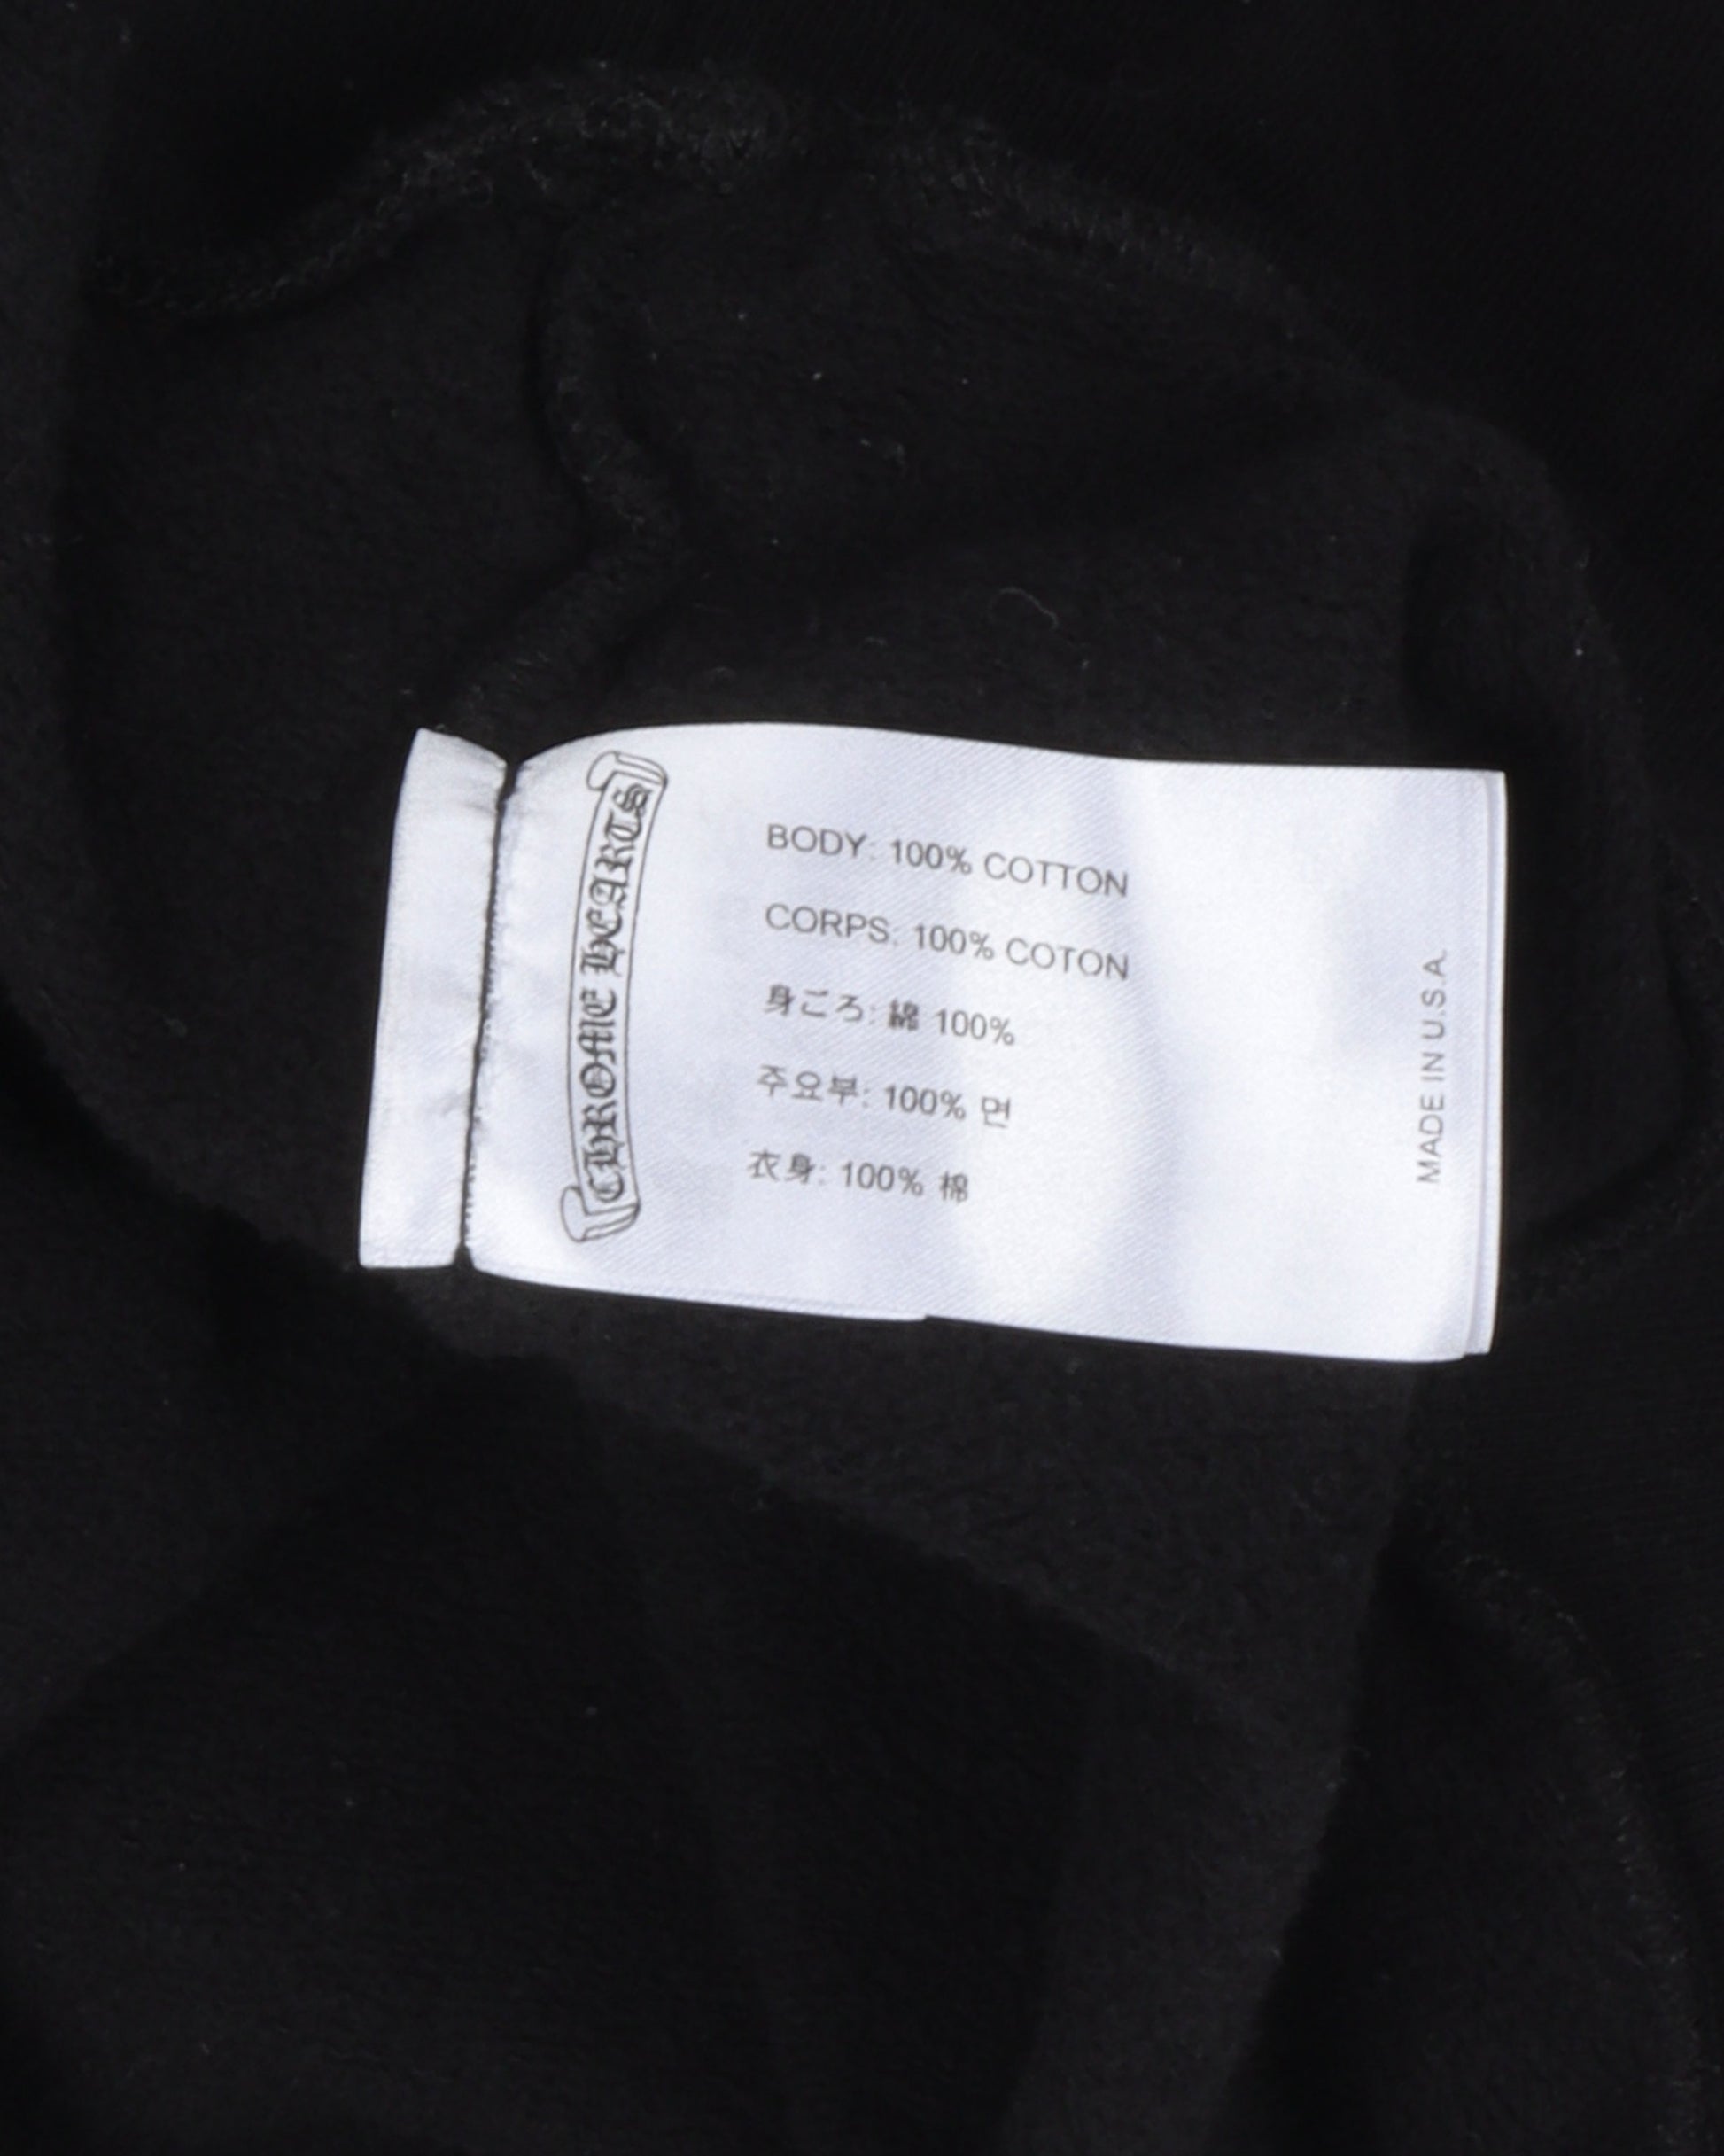 CHROME HEARTS
BODY: 100% COTTON
CORPS: 100% COTON
身ごろ: 綿 100%
주요부: 100% 면
衣身: 100% 棉
MADE IN U.S.A.